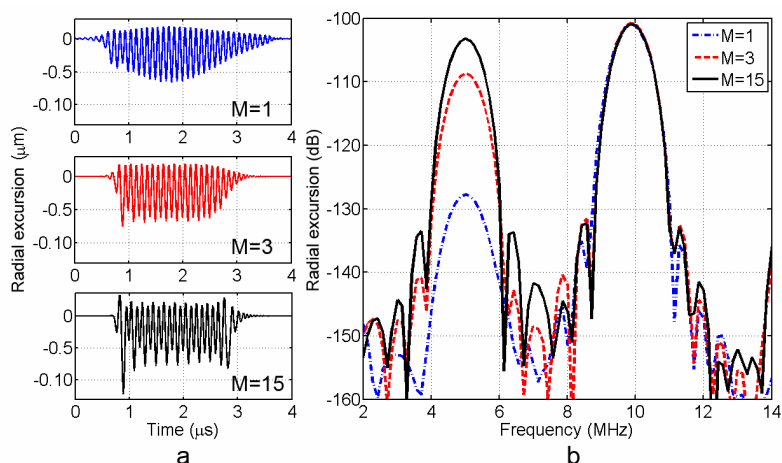 0
-0.5
-0.10
M=1
0 1 2 3 4
Radial excursion (μm)
0
-0.5
-0.10
M=3
0 1 2 3 4
0
-0.5
-0.10
M=15
0 1 2 3 4
Time (μs)
a
Radial excursion (dB)
-100
-110
-120
-130
-140
-150
-160
M=1
M=3
M=15
2 4 6 8 10 12 14
Frequency (MHz)
b